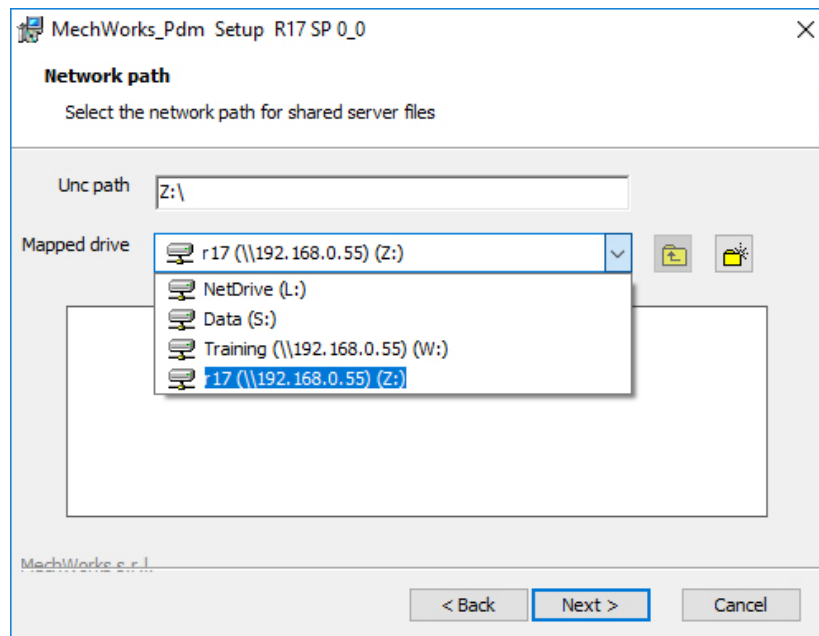 MechWorks_Pdm Setup R17 SP 0_0
Network path
Select the network path for shared server files
Unc path
Z:\
Mapped drive
r17 (\\192.168.0.55) (Z:)
NetDrive (L:)
Data (S:)
Training (\\192.168.0.55) (W:)
r17 (\\192.168.0.55) (Z:)
MechWorks s.r.l.
< Back
Next >
Cancel